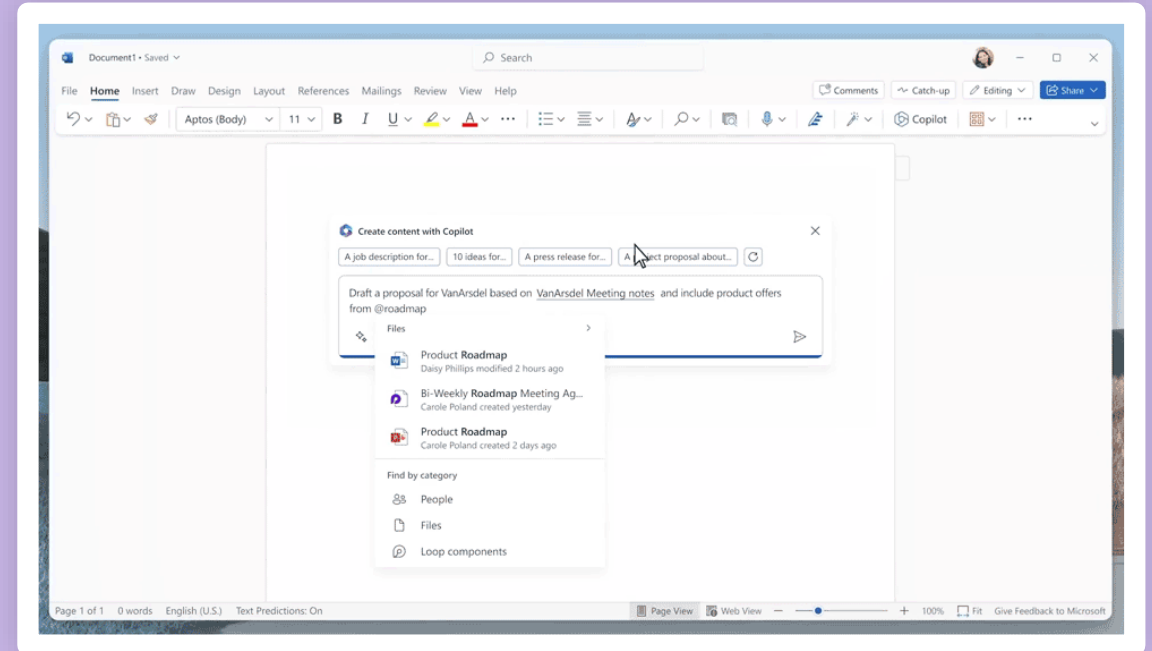 Document1 • Saved
Search
File Home Insert Draw Design Layout References Mailings Review View Help
Comments Catch-up Editing Share
Aptos (Body) 11 B I U A Copilot
Create content with Copilot
A job description for... 10 ideas for... A press release for... A project proposal about...
Draft a proposal for VanArsdel based on VanArsdel Meeting notes and include product offers
from @roadmap
Files
Product Roadmap
Daisy Phillips modified 2 hours ago
Bi-Weekly Roadmap Meeting Ag...
Carole Poland created yesterday
Product Roadmap
Carole Poland created 2 days ago
Find by category
People
Files
Loop components
Page 1 of 1 0 words English (U.S.) Text Predictions: On Page View Web View 100% Fit Give Feedback to Microsoft